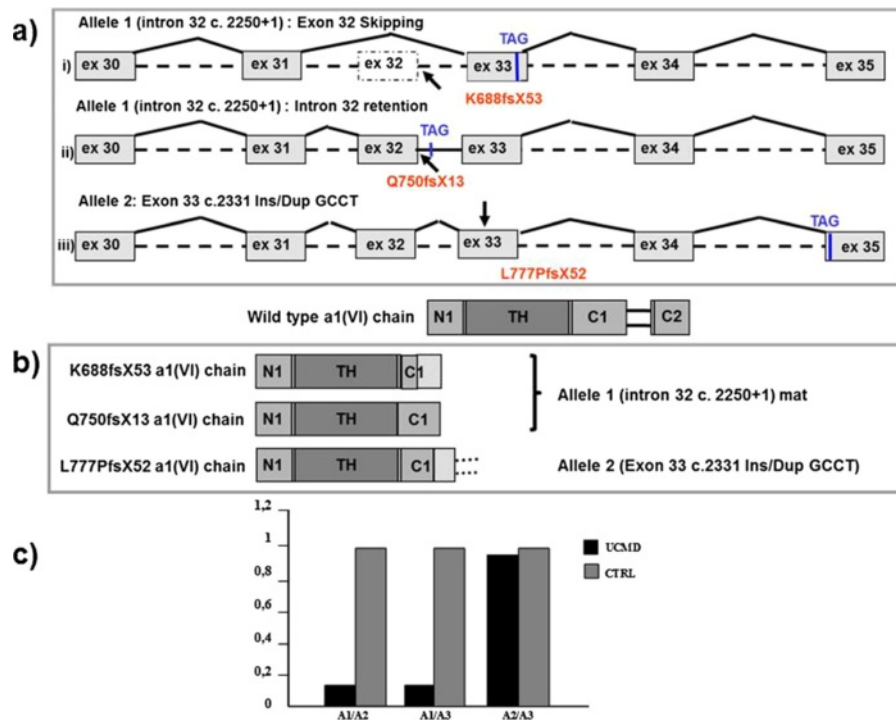 a)
Allele 1 (intron 32 c. 2250+1) : Exon 32 Skipping
TAG
i) ex 30 ex 31 ex 32 ex 33 ex 34 ex 35
K688fsX53
Allele 1 (intron 32 c. 2250+1) : Intron 32 retention
TAG
ii) ex 30 ex 31 ex 32 ex 33 ex 34 ex 35
Q750fsX13
Allele 2: Exon 33 c.2331 Ins/Dup GCCT
TAG
iii) ex 30 ex 31 ex 32 ex 33 ex 34 ex 35
L777PfsX52
Wild type a1(VI) chain N1 TH C1 C2
b)
K688fsX53 a1(VI) chain N1 TH C1
Allele 1 (intron 32 c. 2250+1) mat
Q750fsX13 a1(VI) chain N1 TH C1
L777PfsX52 a1(VI) chain N1 TH C1 Allele 2 (Exon 33 c.2331 Ins/Dup GCCT)
c)
1,2
1
0,8
0,6
0,4
0,2
0
UCMD
CTRL
A1/A2 A1/A3 A2/A3